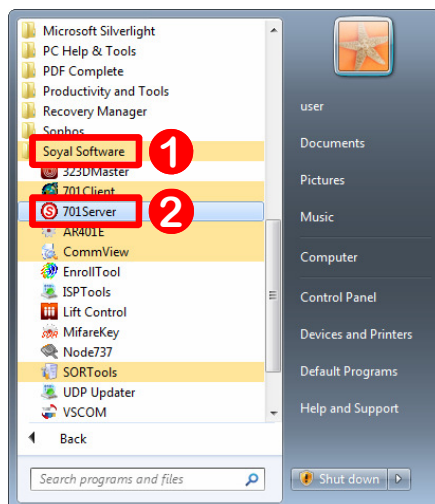 Microsoft Silverlight
PC Help & Tools
PDF Complete
Productivity and Tools
Recovery Manager
Sophos
Soyal Software 1
323DMaster
701Client
701Server 2
AR401E
CommView
EnrollTool
ISPTools
Lift Control
MifareKey
Node737
SORTools
UDP Updater
VSCOM
Back
Search programs and files
user
Documents
Pictures
Music
Computer
Control Panel
Devices and Printers
Default Programs
Help and Support
Shut down